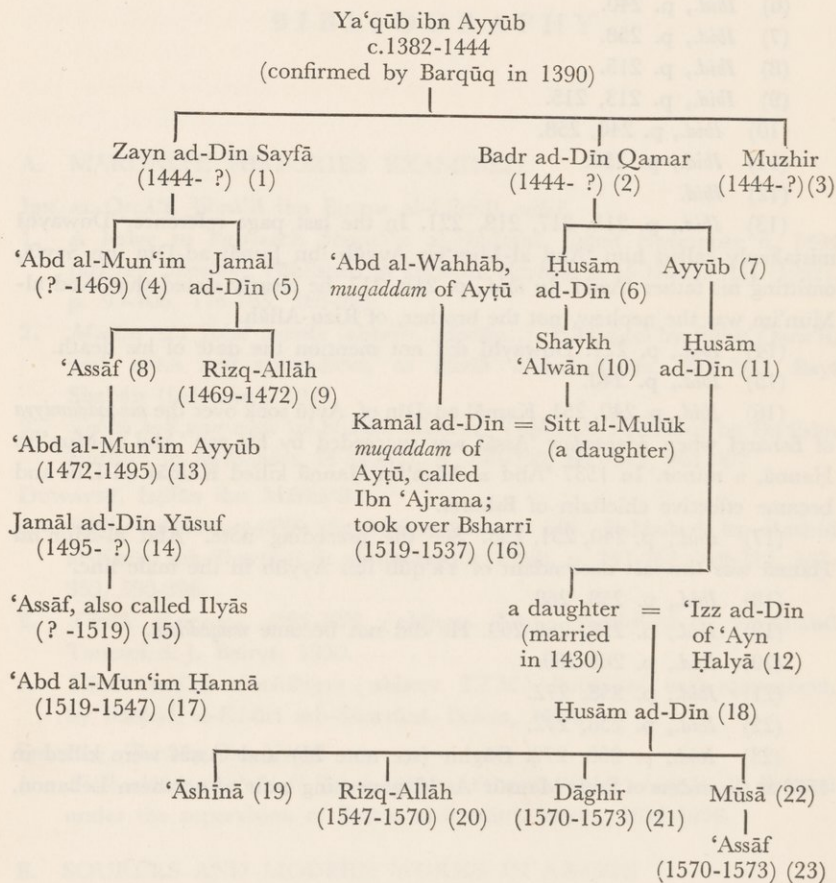 Ya‘qūb ibn Ayyūb
c.1382-1444
(confirmed by Barqūq in 1390)
Zayn ad-Dīn Sayfā
(1444- ?) (1)
Badr ad-Dīn Qamar
(1444- ?) (2)
Muzhir
(1444-?)(3)
‘Abd al-Mun‘im
(? -1469) (4)
Jamāl
ad-Dīn (5)
‘Abd al-Wahhāb,
muqaddam of Ayṭū
Ḥusām
ad-Dīn (6)
Ayyūb (7)
‘Assāf (8)
Rizq-Allāh
(1469-1472) (9)
Shaykh
‘Alwān (10)
Ḥusām
ad-Dīn (11)
‘Abd al-Mun‘im Ayyūb
(1472-1495) (13)
Kamāl ad-Dīn = Sitt al-Mulūk
muqaddam of
Ayṭū, called
Ibn ‘Ajrama;
took over Bsharrī
(1519-1537) (16)
(a daughter)
Jamāl ad-Dīn Yūsuf
(1495- ?) (14)
‘Assāf, also called Ilyās
(? -1519) (15)
a daughter = ‘Izz ad-Dīn
(married
in 1430)
of ‘Ayn
Ḥalyā (12)
‘Abd al-Mun‘im Ḥannā
(1519-1547) (17)
Ḥusām ad-Dīn (18)
‘Āshīnā (19)
Rizq-Allāh
(1547-1570) (20)
Dāghir
(1570-1573) (21)
Mūsā (22)
‘Assāf
(1570-1573) (23)